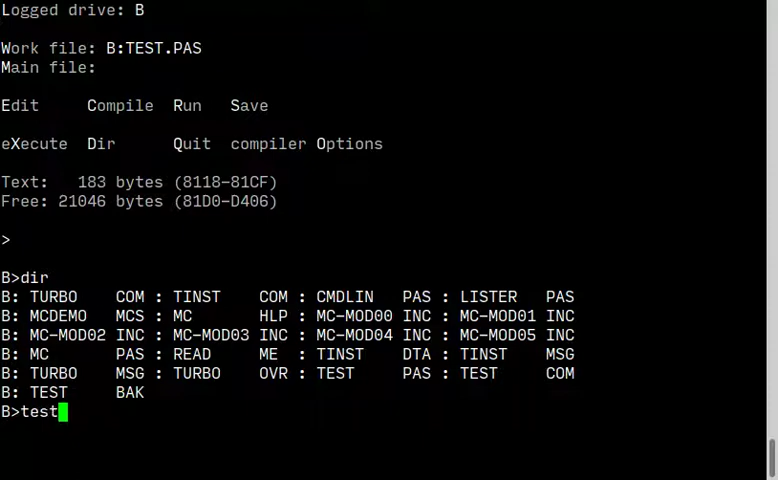 Logged drive: B
Work file: B:TEST.PAS
Main file:
Edit     Compile  Run   Save
eXecute  Dir      Quit  compiler Options
Text:   183 bytes (8118-81CF)
Free: 21046 bytes (81D0-D406)
>
B>dir
B: TURBO    COM : TINST    COM : CMDLIN   PAS : LISTER   PAS
B: MCDEMO   MCS : MC       HLP : MC-MOD00 INC : MC-MOD01 INC
B: MC-MOD02 INC : MC-MOD03 INC : MC-MOD04 INC : MC-MOD05 INC
B: MC       PAS : READ     ME : TINST    DTA : TINST    MSG
B: TURBO    MSG : TURBO    OVR : TEST     PAS : TEST     COM
B: TEST     BAK
B>test